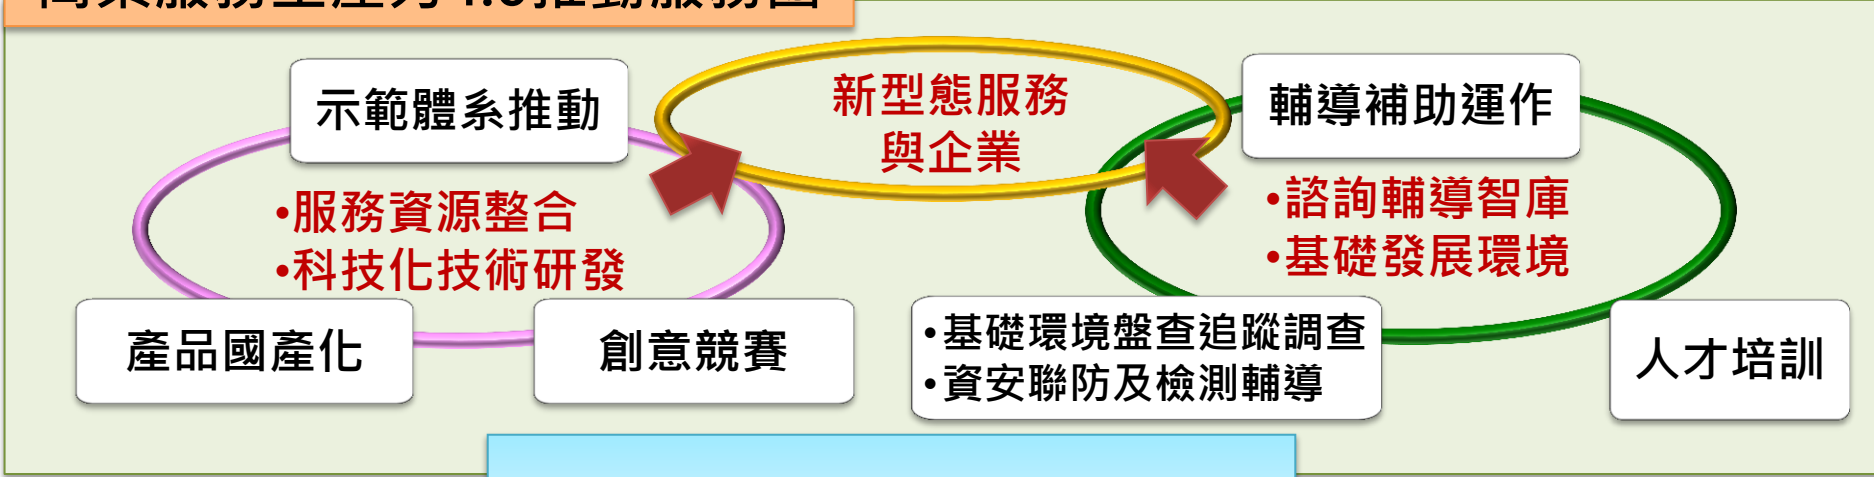 示範體系推動
新型態服務
與企業
輔導補助運作
•服務資源整合
•科技化技術研發
•諮詢輔導智庫
•基礎發展環境
產品國產化
創意競賽
•基礎環境盤查追蹤調查
•資安聯防及檢測輔導
人才培訓